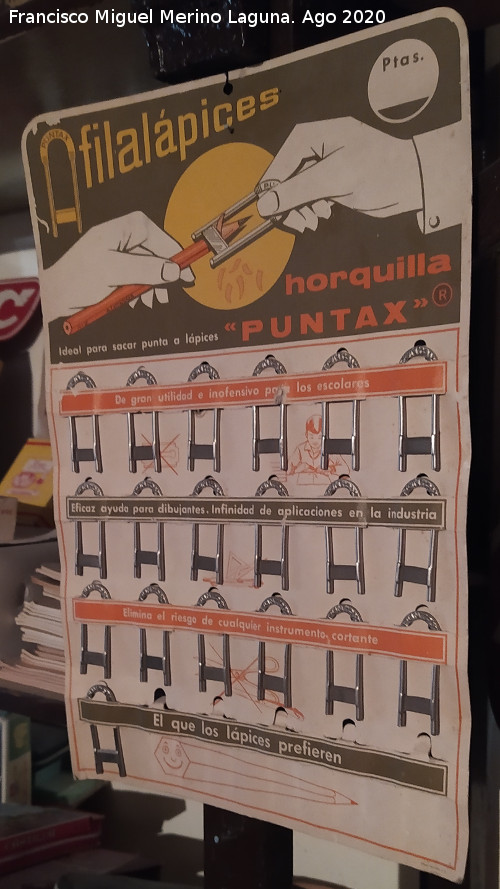 Francisco Miguel Merino Laguna. Ago 2020
Ptas.
PUNTAX
Afilalápices
horquilla
Ideal para sacar punta a lápices «PUNTAX»®
De gran utilidad e inofensivo para los escolares
Eficaz ayuda para dibujantes. Infinidad de aplicaciones en la industria
Elimina el riesgo de cualquier instrumento cortante
El que los lápices prefieren